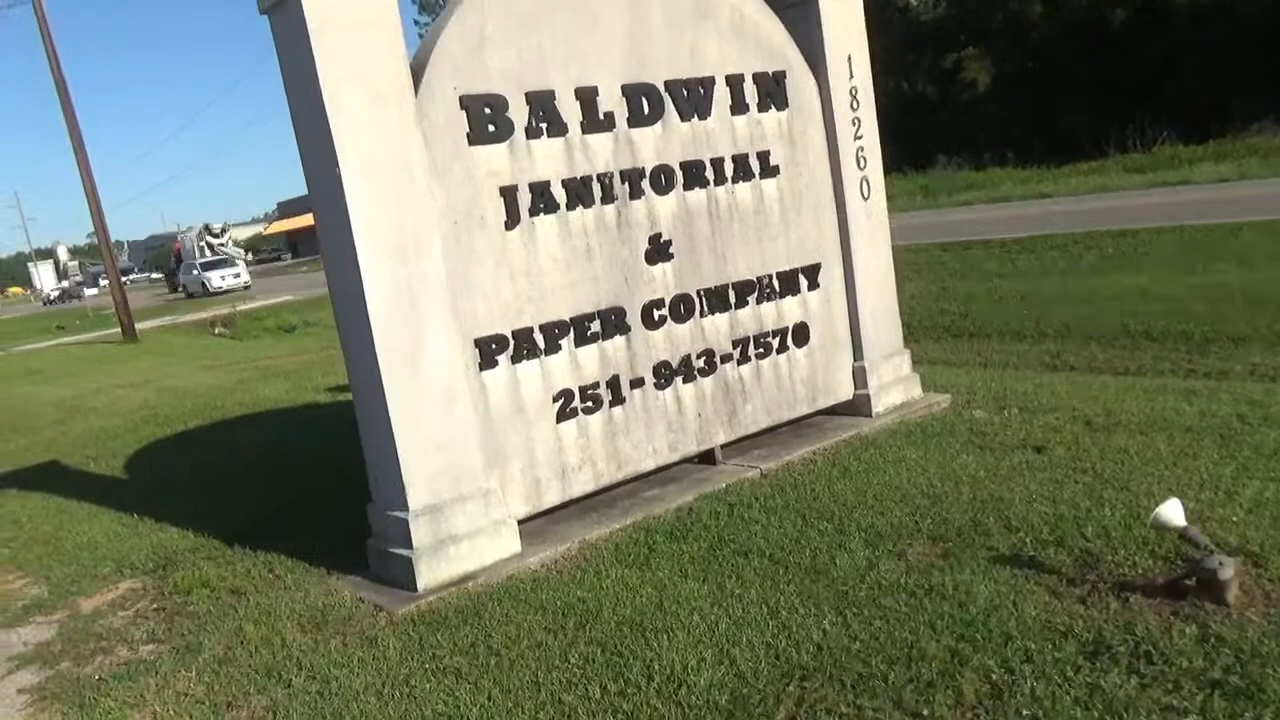 BALDWIN
JANITORIAL
&
PAPER COMPANY
251-943-7570
18260